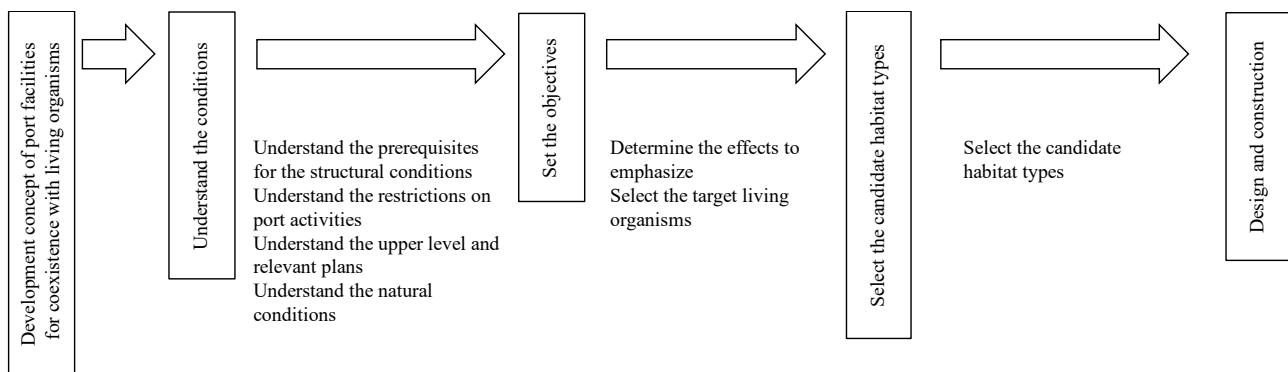 Development concept of port facilities
for coexistence with living organisms
Understand the conditions
Understand the prerequisites
for the structural conditions
Understand the restrictions on
port activities
Understand the upper level and
relevant plans
Understand the natural
conditions
Set the objectives
Determine the effects to
emphasize
Select the target living
organisms
Select the candidate habitat types
Select the candidate
habitat types
Design and construction